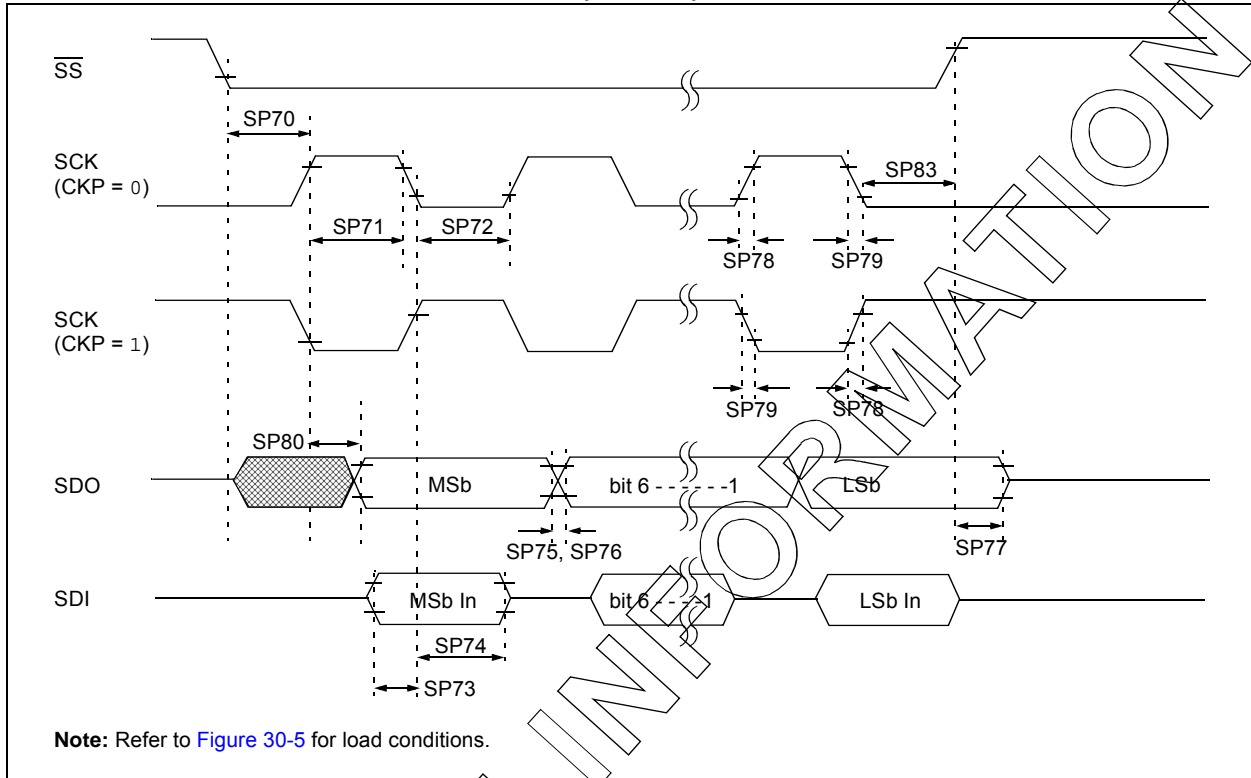 SS
SP70
SCK
(CKP = 0)
SP83
SP71
SP72
SP78
SP79
SCK
(CKP = 1)
SP79
SP78
SP80
SDO
MSb
bit 6 - - - - - -1
LSb
SP75, SP76
SP77
SDI
MSb In
bit 6 - - - -1
LSb In
SP74
SP73
Note: Refer to Figure 30-5 for load conditions.
INFORMATION